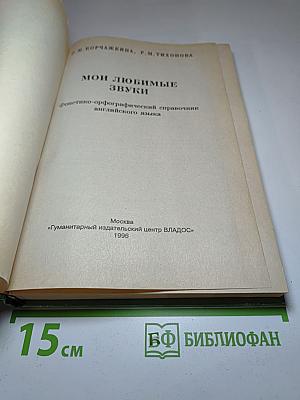 О. М. КОРЧАЖКИНА, Р. М. ТИХОНОВА
МОИ ЛЮБИМЫЕ
ЗВУКИ
Фонетико-орфографический справочник
английского языка
Москва
«Гуманитарный издательский центр ВЛАДОС»
1996
15 см
БФ БИБЛИОФАН